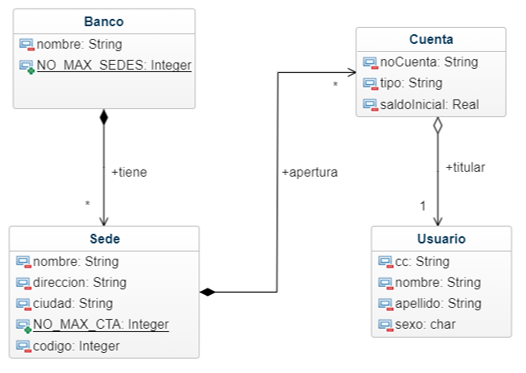 Banco
nombre: String
NO_MAX_SEDES: Integer
+tiene
*
Sede
nombre: String
direccion: String
ciudad: String
NO_MAX_CTA: Integer
codigo: Integer
+apertura
*
Cuenta
noCuenta: String
tipo: String
saldoInicial: Real
+titular
1
Usuario
cc: String
nombre: String
apellido: String
sexo: char